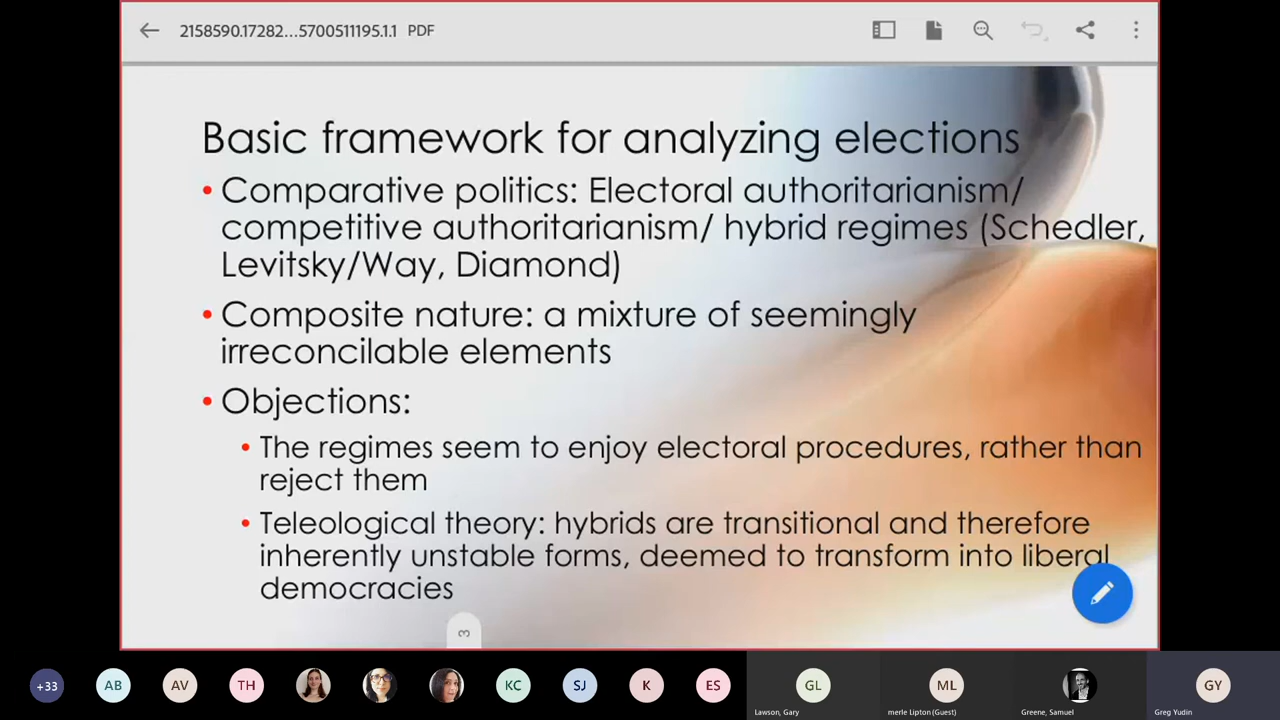 2158590.17282...5700511195.1.1 PDF
Basic framework for analyzing elections
• Comparative politics: Electoral authoritarianism/
competitive authoritarianism/ hybrid regimes (Schedler,
Levitsky/Way, Diamond)
• Composite nature: a mixture of seemingly
irreconcilable elements
• Objections:
• The regimes seem to enjoy electoral procedures, rather than
reject them
• Teleological theory: hybrids are transitional and therefore
inherently unstable forms, deemed to transform into liberal
democracies
3
+33 AB AV TH KC SJ K ES GL ML GY
Lawson, Gary merle Lipton (Guest) Greene, Samuel Greg Yudin